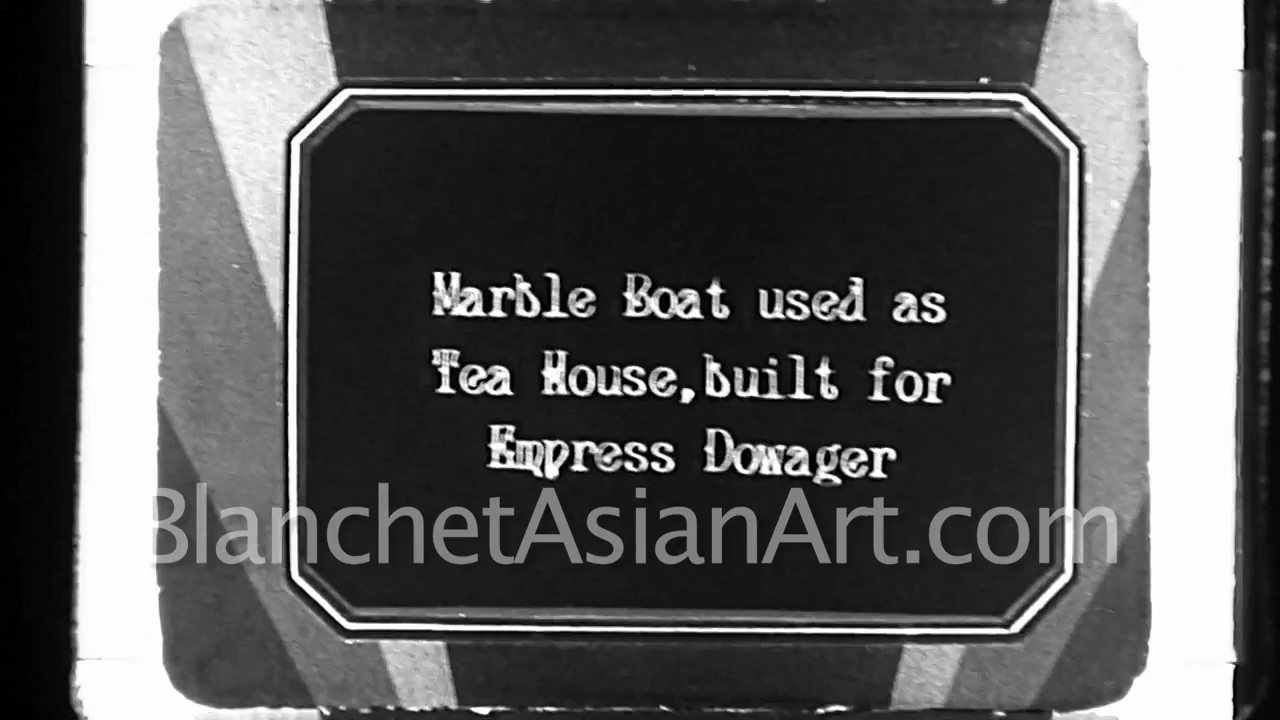 Marble Boat used as
Tea House,built for
Empress Dowager
BlanchetAsianArt.com